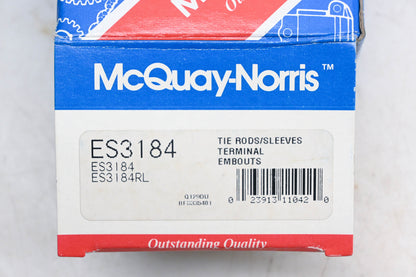 McQuay-Norris™
ES3184
ES3184
ES3184RL
TIE RODS/SLEEVES
TERMINAL
EMBOUTS
0 23913 11042 0
Outstanding Quality